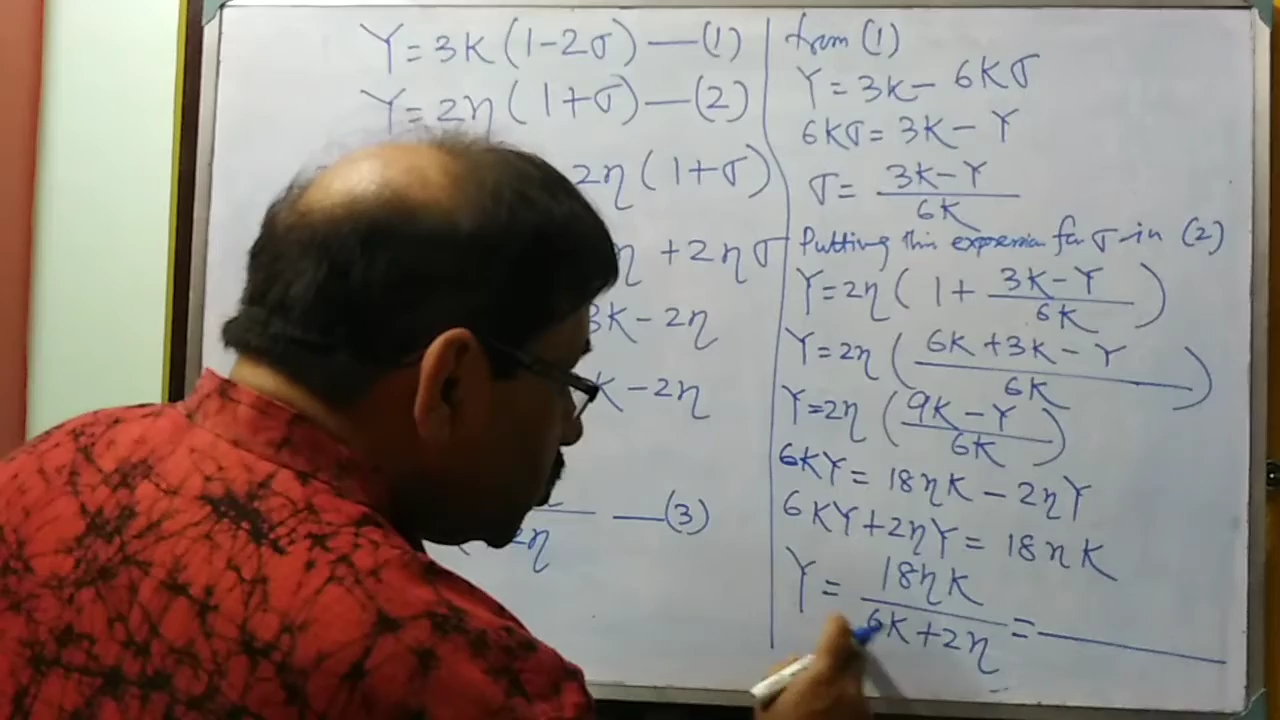 Y = 3K (1-2σ) — (1)
Y = 2η (1+σ) — (2)
2η (1+σ)
η + 2ησ
3K - 2η
K - 2η
2η — (3)
from (1)
Y = 3K - 6Kσ
6Kσ = 3K - Y
σ = (3K - Y) / 6K
Putting this expression for σ in (2)
Y = 2η ( 1 + (3K - Y) / 6K )
Y = 2η ( (6K + 3K - Y) / 6K )
Y = 2η ( (9K - Y) / 6K )
6KY = 18ηK - 2ηY
6KY + 2ηY = 18ηK
Y = 18ηK / (6K + 2η) =